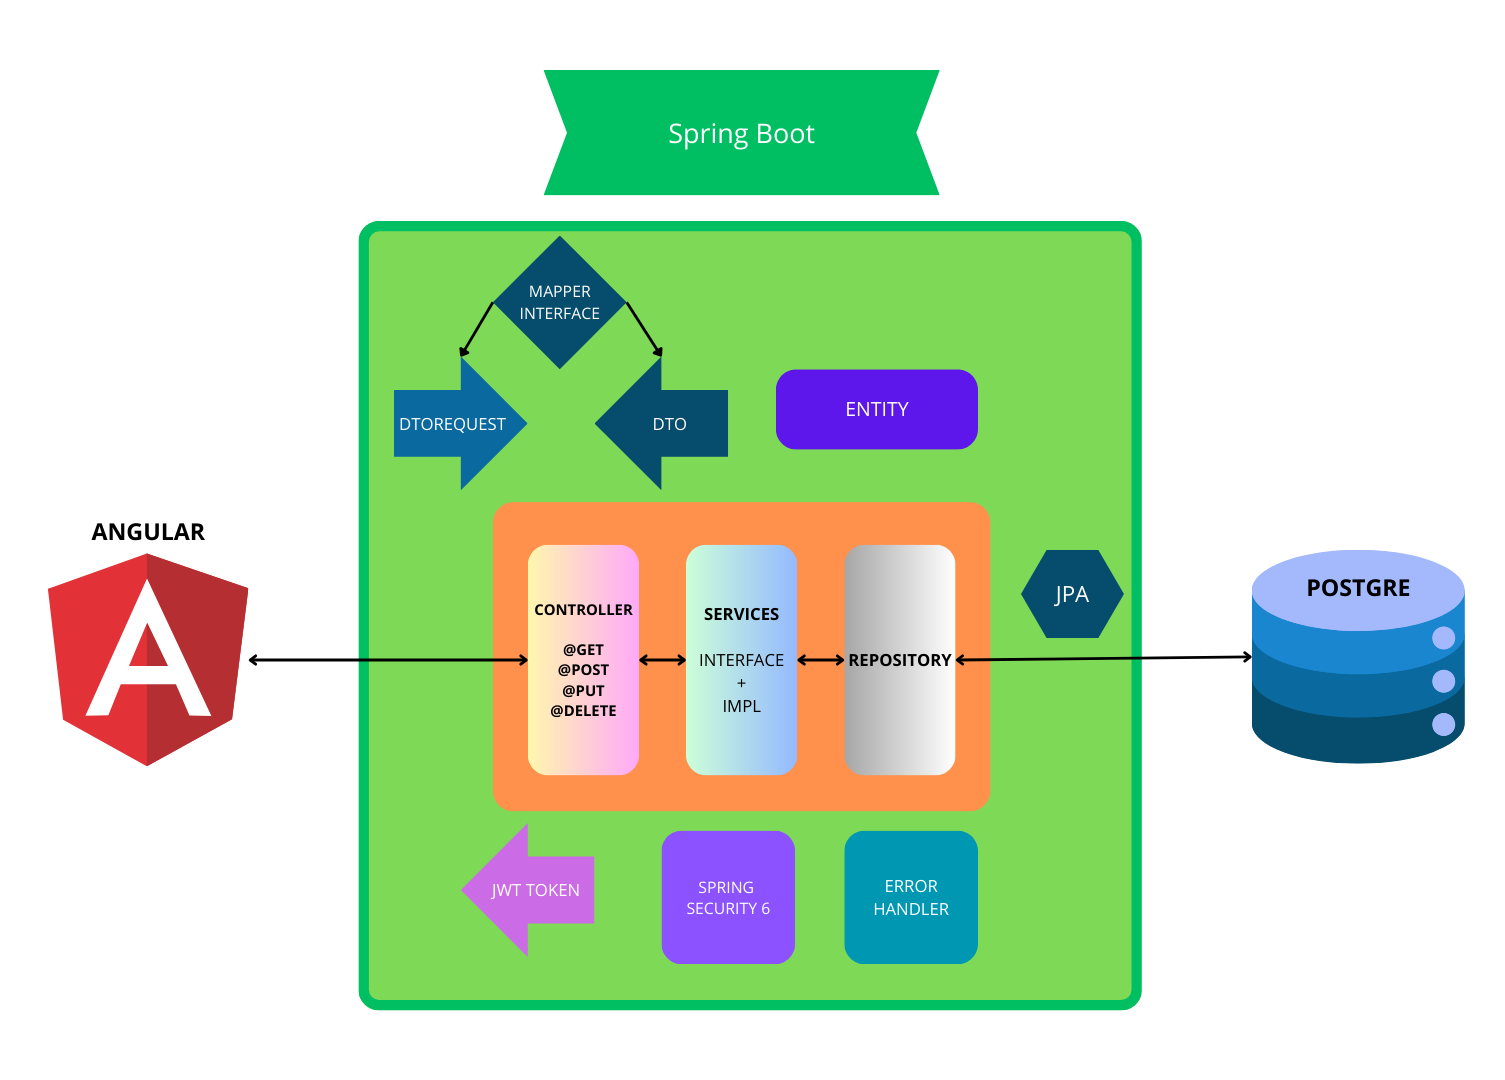 Spring Boot
MAPPER
INTERFACE
DTOREQUEST
DTO
ENTITY
ANGULAR
CONTROLLER
@GET
@POST
@PUT
@DELETE
SERVICES
INTERFACE
+
IMPL
REPOSITORY
JPA
POSTGRE
JWT TOKEN
SPRING
SECURITY 6
ERROR
HANDLER